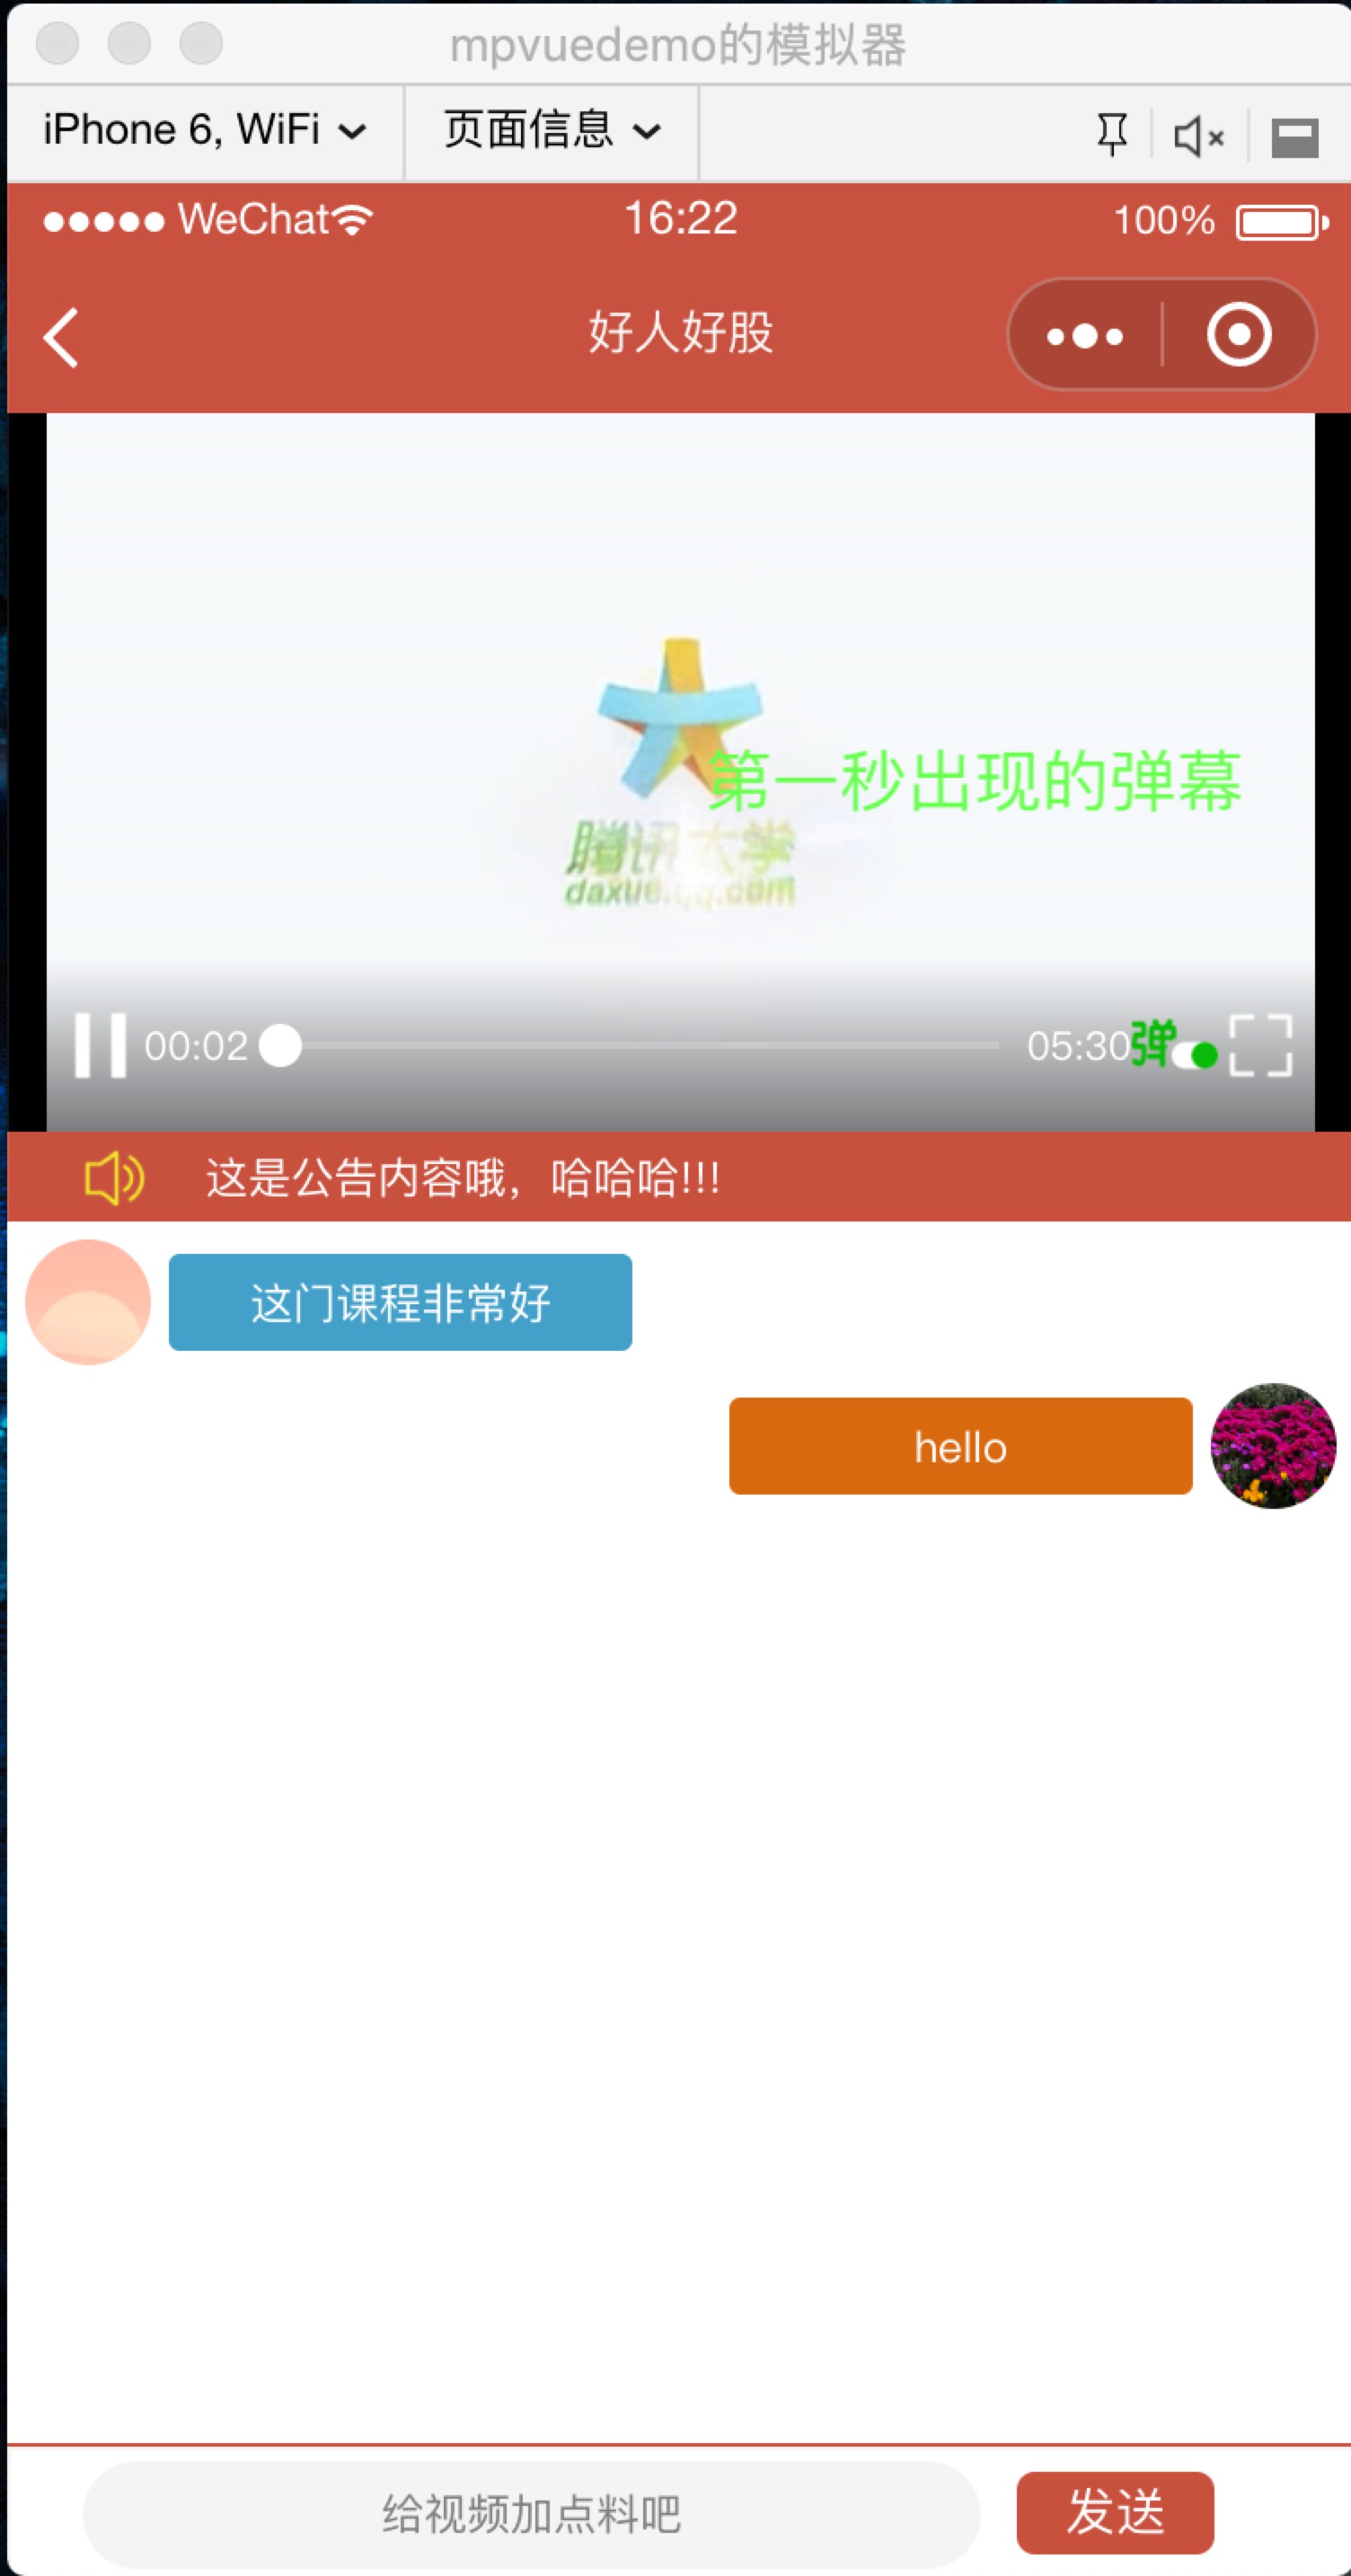 mpvuedemo的模拟器
iPhone 6, WiFi 页面信息
WeChat 16:22 100%
好人好股
第一秒出现的弹幕
腾讯大学
daxue.qq.com
00:02 05:30 弹
这是公告内容哦，哈哈哈!!!
这门课程非常好
hello
给视频加点料吧 发送